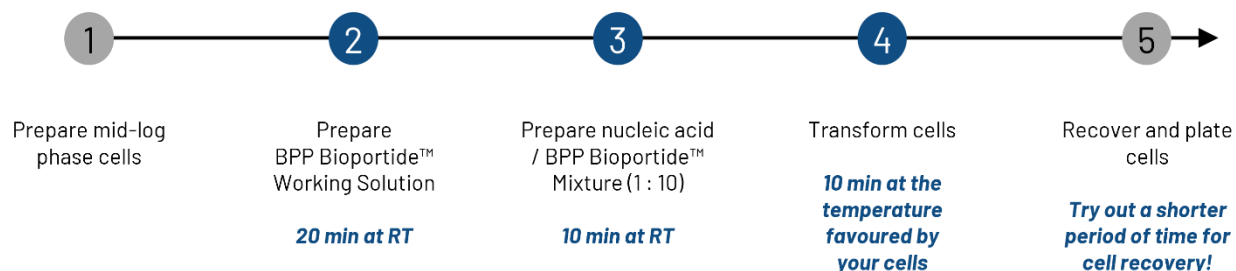 1
2
3
4
5
Prepare mid-log
phase cells
Prepare
BPP Bioportide™
Working Solution
20 min at RT
Prepare nucleic acid
/ BPP Bioportide™
Mixture (1 : 10)
10 min at RT
Transform cells
10 min at the
temperature
favoured by
your cells
Recover and plate
cells
Try out a shorter
period of time for
cell recovery!